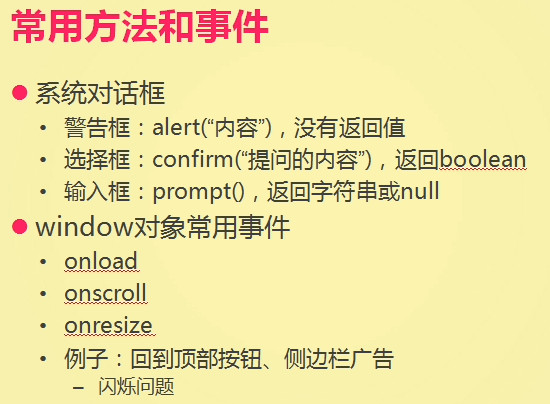 常用方法和事件
系统对话框
• 警告框：alert(“内容”)，没有返回值
• 选择框：confirm(“提问的内容”)，返回boolean
• 输入框：prompt()，返回字符串或null
window对象常用事件
• onload
• onscroll
• onresize
• 例子：回到顶部按钮、侧边栏广告
– 闪烁问题